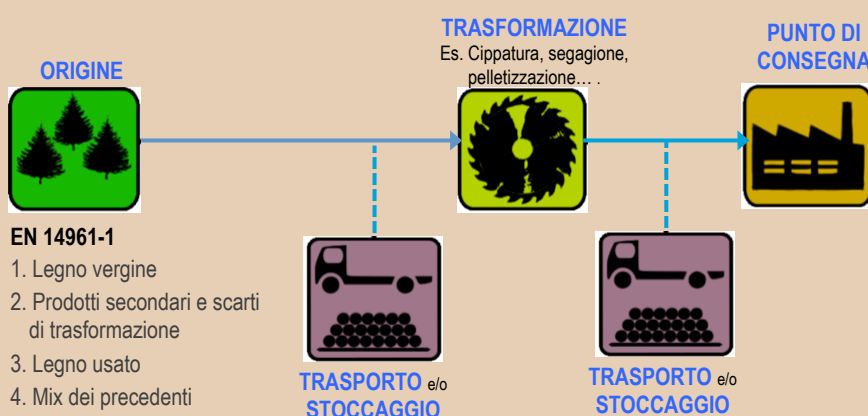 TRASFORMAZIONE
Es. Cippatura, segagione,
pelletizzazione… .
PUNTO DI
CONSEGNA
ORIGINE
EN 14961-1
1. Legno vergine
2. Prodotti secondari e scarti
di trasformazione
3. Legno usato
4. Mix dei precedenti
TRASPORTO e/o
STOCCAGGIO
TRASPORTO e/o
STOCCAGGIO